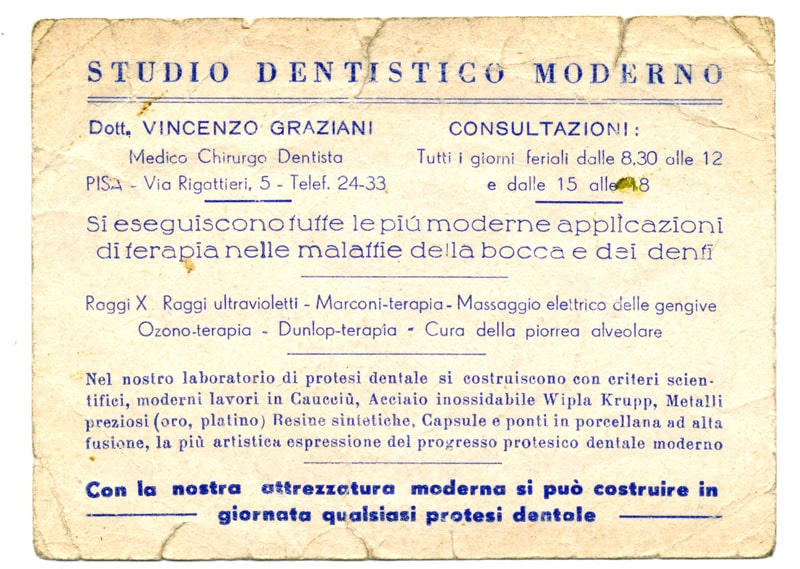 STUDIO DENTISTICO MODERNO
Dott. VINCENZO GRAZIANI
Medico Chirurgo Dentista
PISA - Via Rigattieri, 5 - Telef. 24-33
CONSULTAZIONI:
Tutti i giorni feriali dalle 8,30 alle 12
e dalle 15 alle 18
Si eseguiscono tutte le più moderne applicazioni
di terapia nelle malattie della bocca e dei denti
Raggi X Raggi ultravioletti - Marconi-terapia - Massaggio elettrico delle gengive
Ozono-terapia - Dunlop-terapia - Cura della piorrea alveolare
Nel nostro laboratorio di protesi dentale si costruiscono con criteri scien-
tifici, moderni lavori in Caucciù, Acciaio inossidabile Wipla Krupp, Metalli
preziosi (oro, platino) Resine sintetiche, Capsule e ponti in porcellana ad alta
fusione, la più artistica espressione del progresso protesico dentale moderno
Con la nostra attrezzatura moderna si può costruire in
giornata qualsiasi protesi dentale